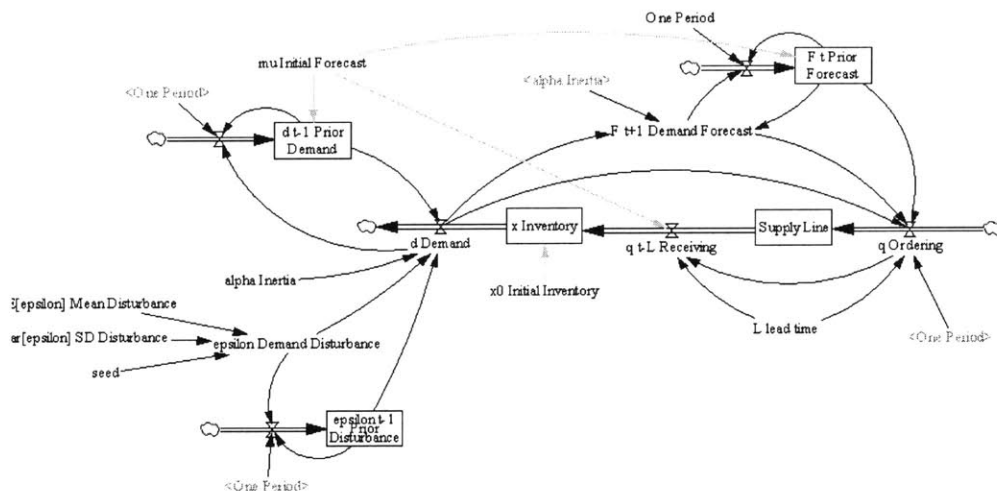 One Period
mu Initial Forecast
F t Prior
Forecast
<alpha Inertia>
<One Period>
d t-1 Prior
Demand
F t+1 Demand Forecast
x Inventory
Supply Line
d Demand
q t-L Receiving
q Ordering
alpha Inertia
x0 Initial Inventory
[epsilon] Mean Disturbance
L lead time
ar[epsilon] SD Disturbance
epsilon Demand Disturbance
<One Period>
seed
epsilon t-1
Prior
Disturbance
<One Period>